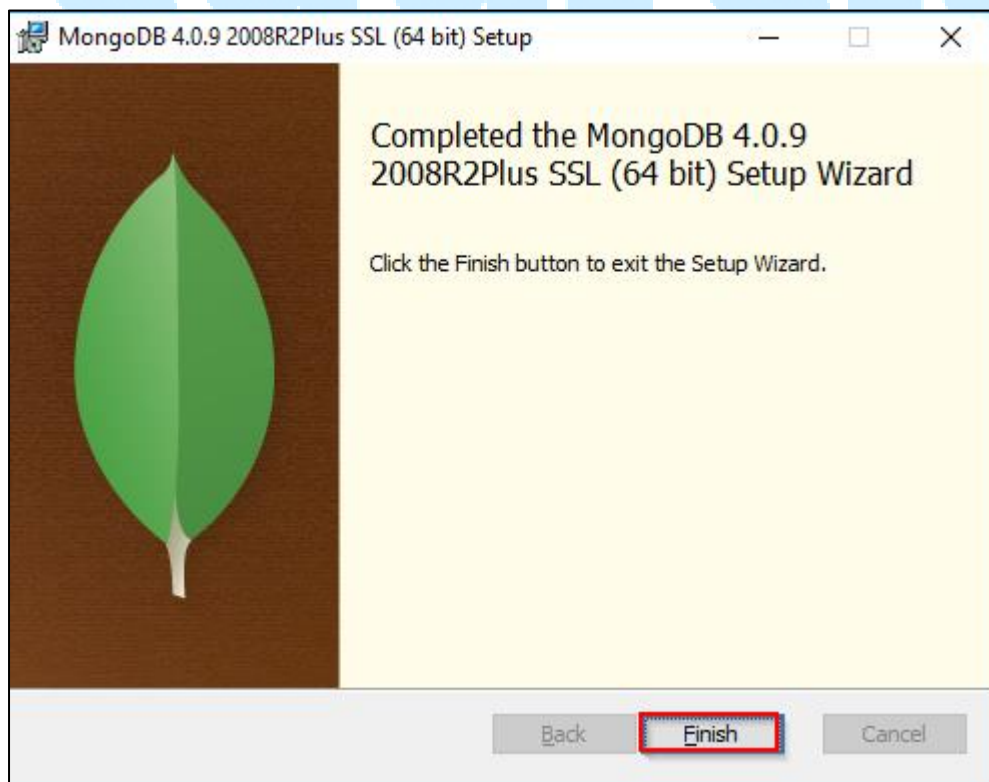 MongoDB 4.0.9 2008R2Plus SSL (64 bit) Setup
Completed the MongoDB 4.0.9
2008R2Plus SSL (64 bit) Setup Wizard
Click the Finish button to exit the Setup Wizard.
Back Finish Cancel